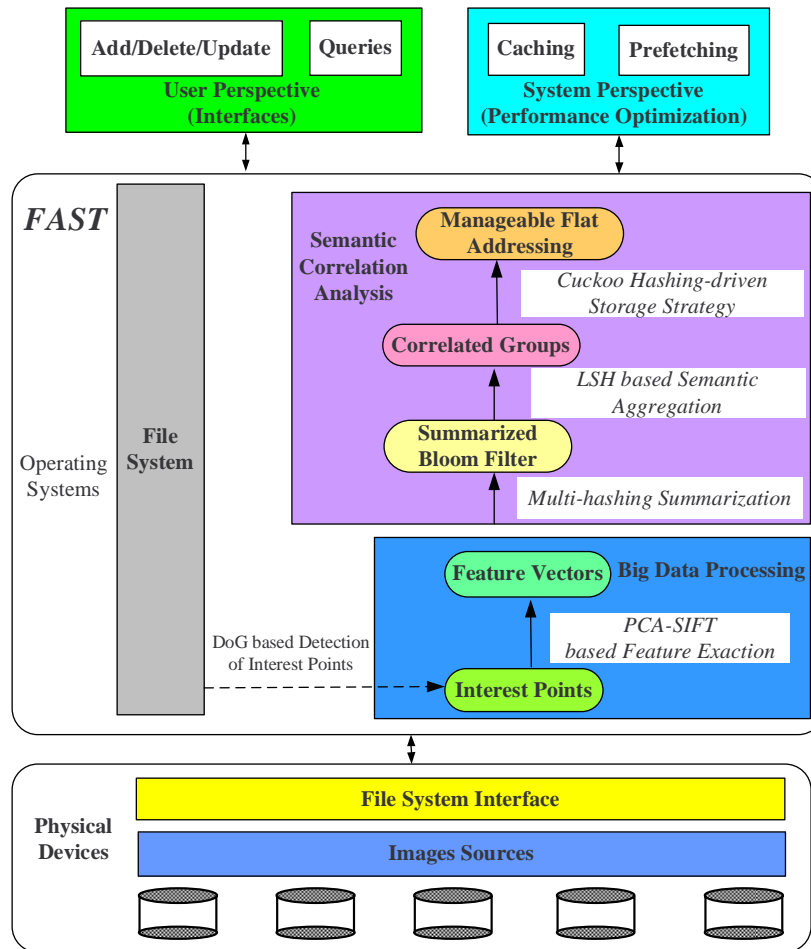 Add/Delete/Update
Queries
User Perspective
(Interfaces)
Caching
Prefetching
System Perspective
(Performance Optimization)
FAST
File
System
Operating
Systems
Semantic
Correlation
Analysis
Manageable Flat
Addressing
Cuckoo Hashing-driven
Storage Strategy
Correlated Groups
LSH based Semantic
Aggregation
Summarized
Bloom Filter
Multi-hashing Summarization
Feature Vectors
Big Data Processing
PCA-SIFT
based Feature Exaction
DoG based Detection
of Interest Points
Interest Points
Physical
Devices
File System Interface
Images Sources